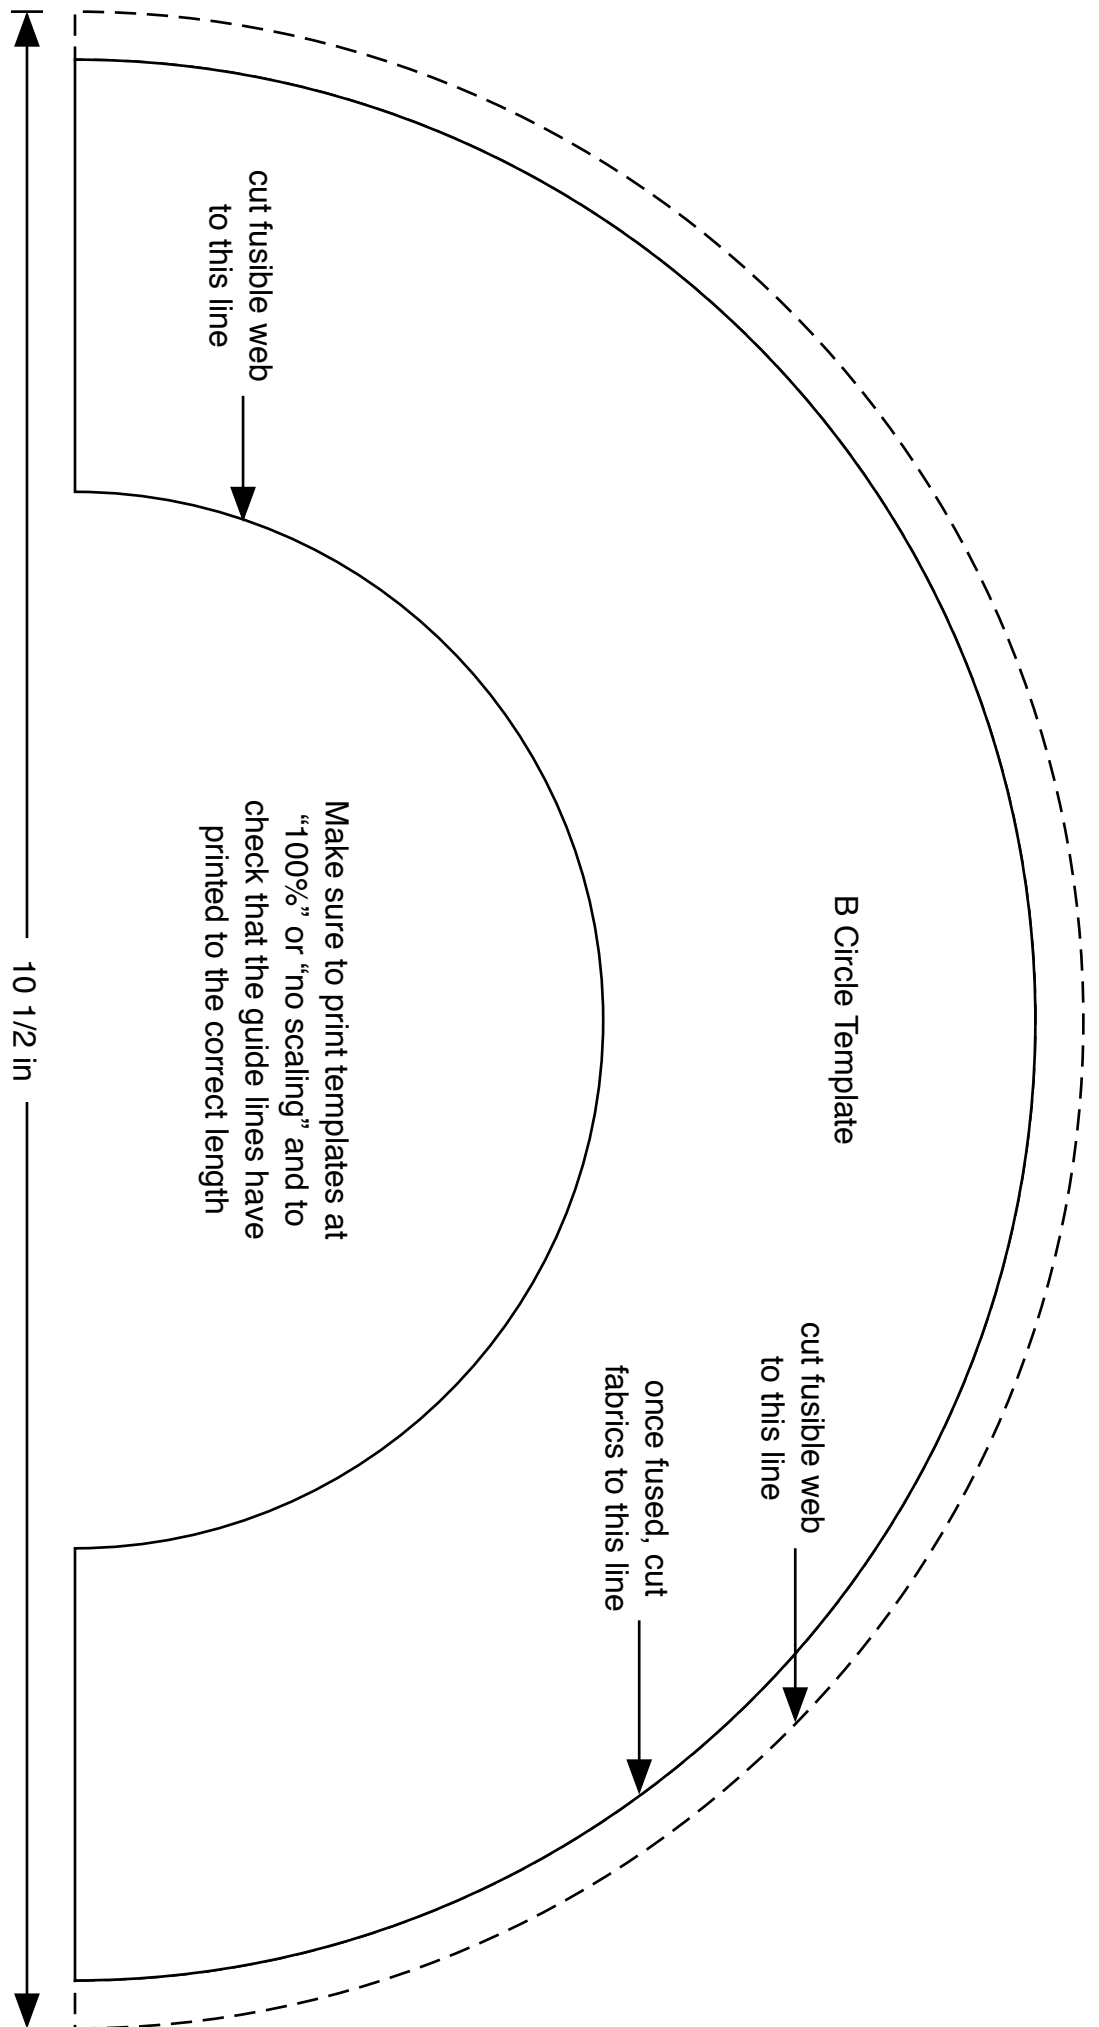 B Circle Template
cut fusible web
to this line
once fused, cut
fabrics to this line
Make sure to print templates at
“100%” or “no scaling” and to
check that the guide lines have
printed to the correct length
cut fusible web
to this line
10 1/2 in